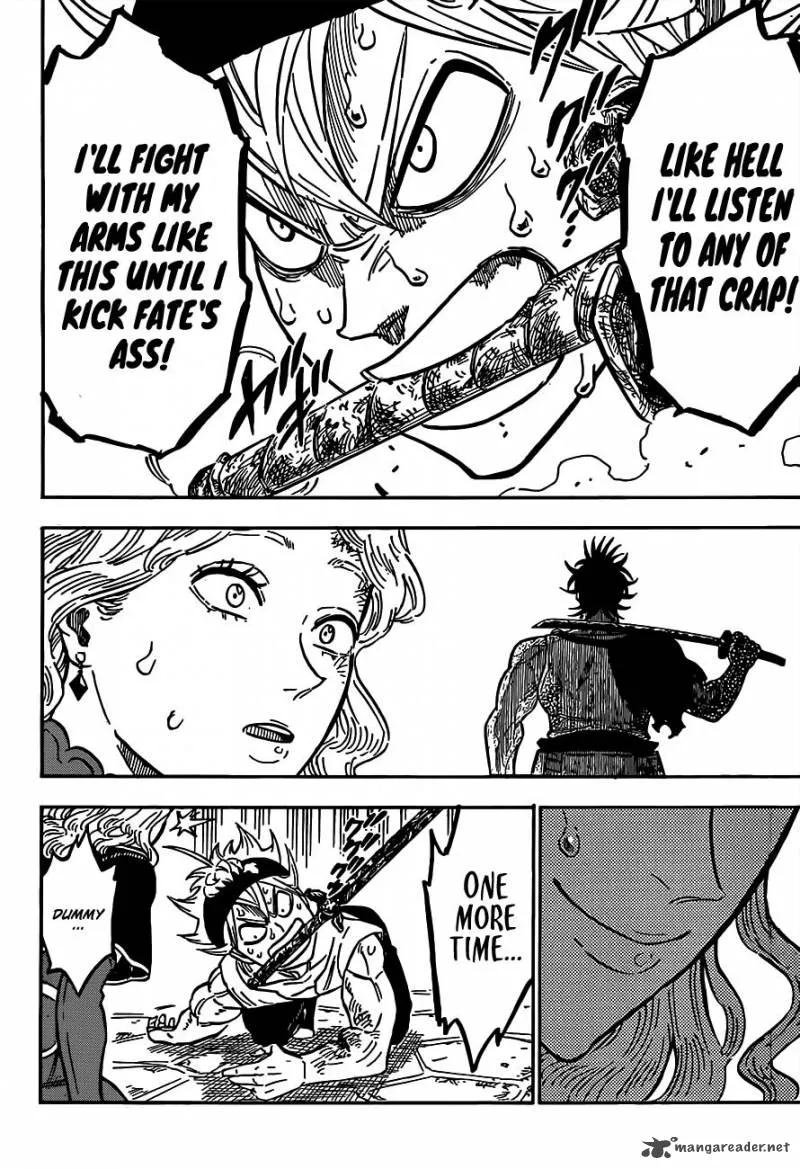 LIKE HELL
I'LL LISTEN
TO ANY OF
THAT CRAP!
I'LL FIGHT
WITH MY
ARMS LIKE
THIS UNTIL I
KICK FATE'S
ASS!
ONE
MORE
TIME...
DUMMY
...
mangareader.net